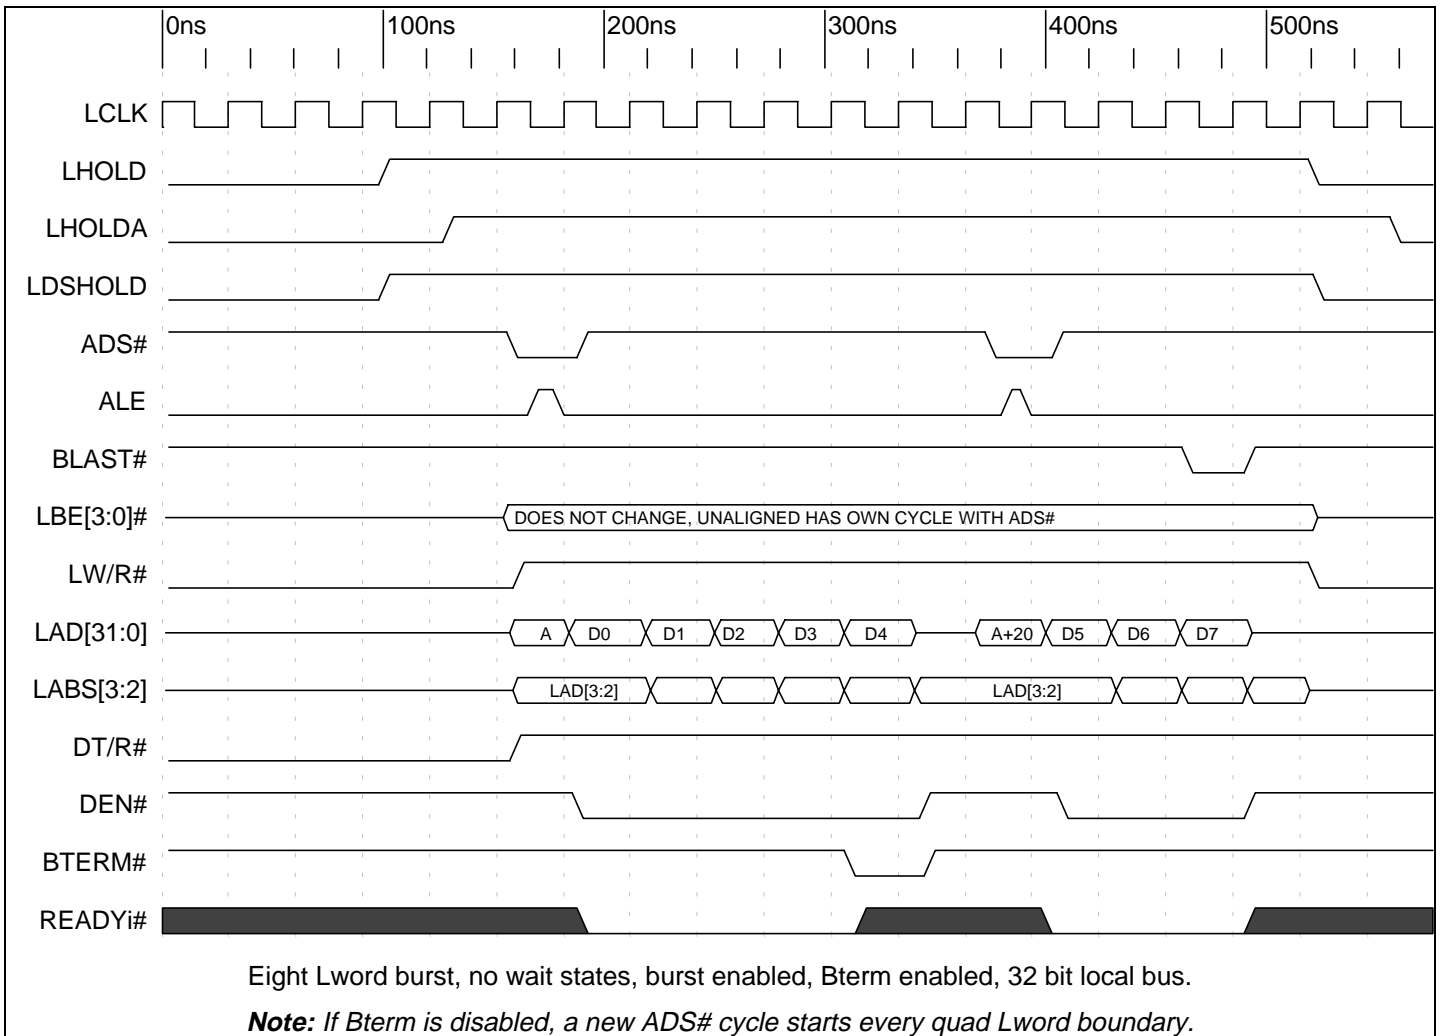 0ns 100ns 200ns 300ns 400ns 500ns
LCLK
LHOLD
LHOLDA
LDSHOLD
ADS#
ALE
BLAST#
LBE[3:0]# DOES NOT CHANGE, UNALIGNED HAS OWN CYCLE WITH ADS#
LW/R#
LAD[31:0] A D0 D1 D2 D3 D4 A+20 D5 D6 D7
LABS[3:2] LAD[3:2] LAD[3:2]
DT/R#
DEN#
BTERM#
READYi#
Eight Lword burst, no wait states, burst enabled, Bterm enabled, 32 bit local bus.
Note: If Bterm is disabled, a new ADS# cycle starts every quad Lword boundary.